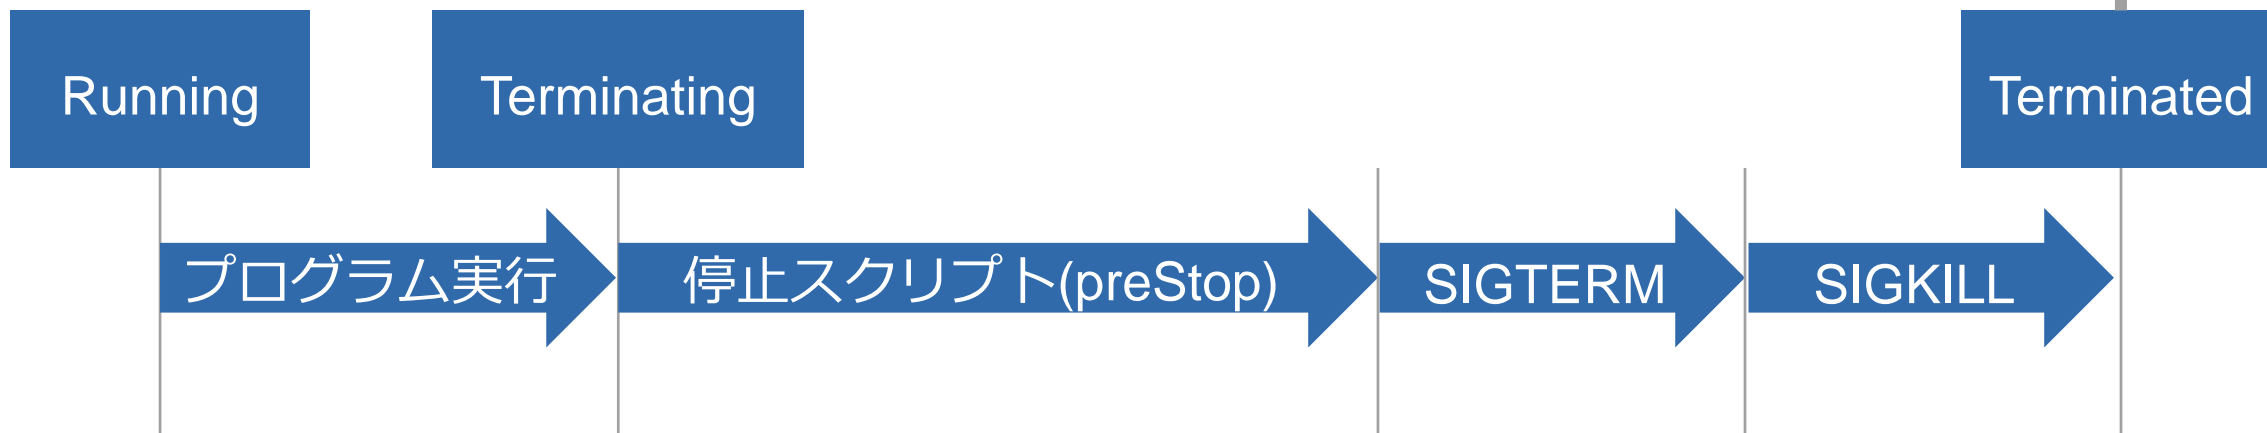 Running
Terminating
Terminated
プログラム実行
停止スクリプト(preStop)
SIGTERM
SIGKILL